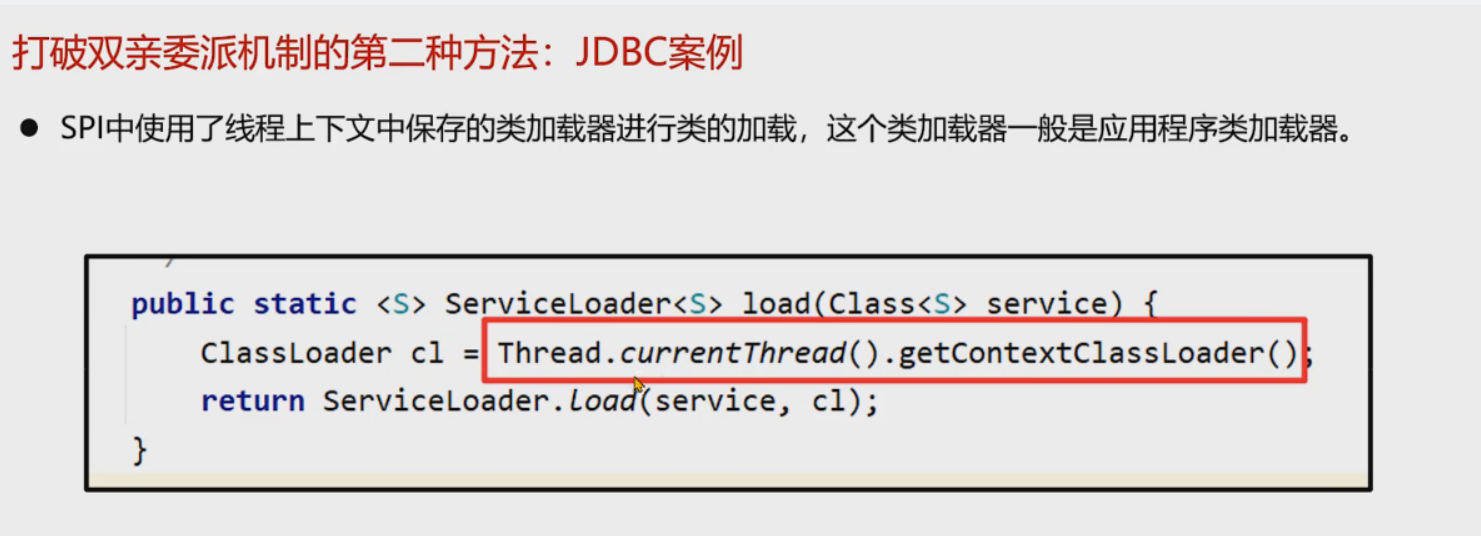 打破双亲委派机制的第二种方法：JDBC案例
● SPI中使用了线程上下文中保存的类加载器进行类的加载，这个类加载器一般是应用程序类加载器。
public static <S> ServiceLoader<S> load(Class<S> service) {
ClassLoader cl = Thread.currentThread().getContextClassLoader();
return ServiceLoader.load(service, cl);
}